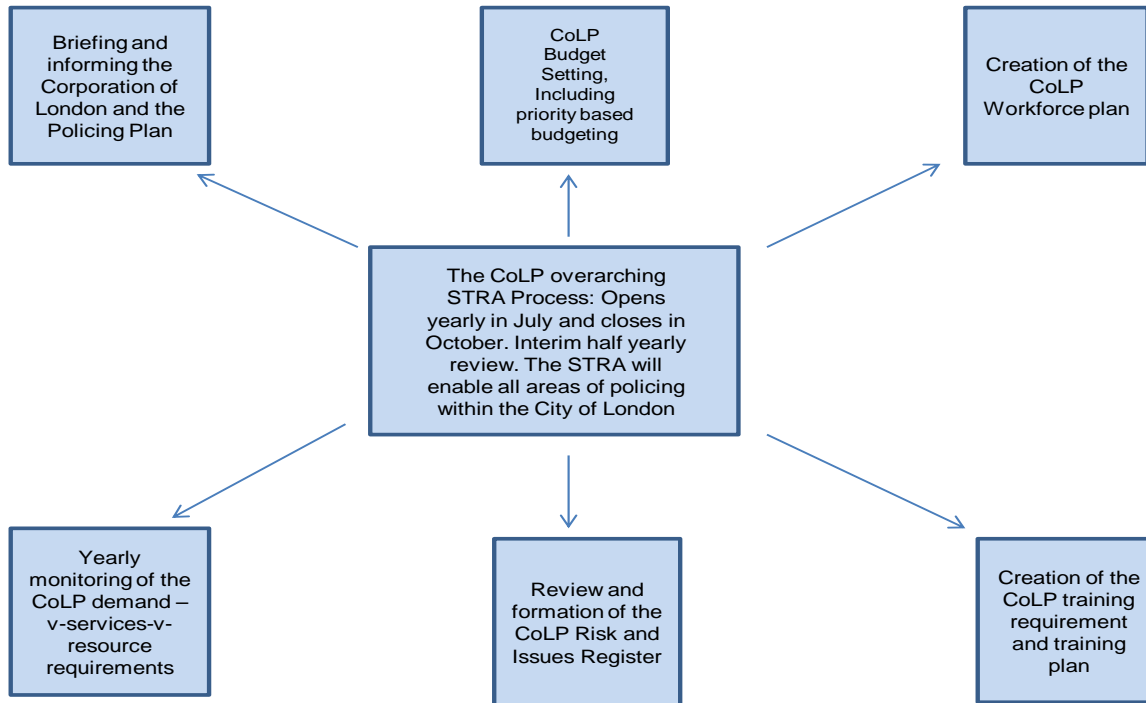 Briefing and
informing the
Corporation of
London and the
Policing Plan
CoLP
Budget
Setting,
Including
priority based
budgeting
Creation of the
CoLP
Workforce plan
The CoLP overarching
STRA Process: Opens
yearly in July and closes in
October. Interim half yearly
review. The STRA will
enable all areas of policing
within the City of London
Yearly
monitoring of the
CoLP demand –
v-services-v-
resource
requirements
Review and
formation of the
CoLP Risk and
Issues Register
Creation of the
CoLP training
requirement
and training
plan